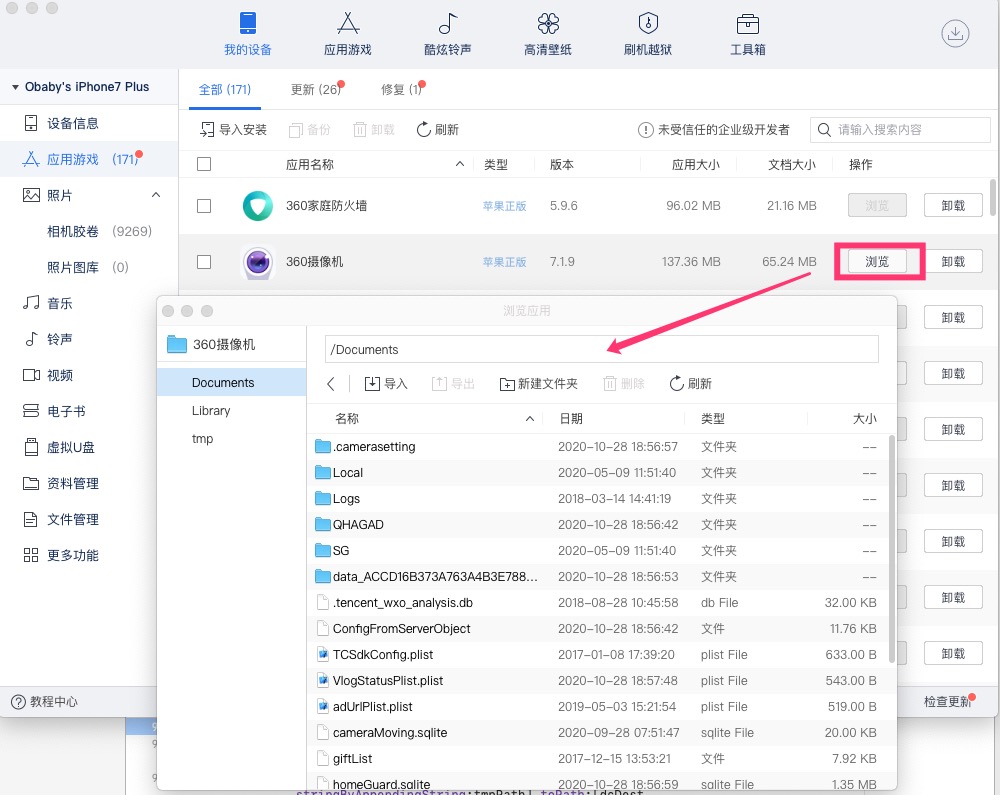 我的设备 应用游戏 酷炫铃声 高清壁纸 刷机越狱 工具箱
Obaby's iPhone7 Plus
设备信息
应用游戏 (171)
照片
相机胶卷 (9269)
照片图库 (0)
音乐
铃声
视频
电子书
虚拟U盘
资料管理
文件管理
更多功能
教程中心
全部 (171) 更新 (26) 修复 (1)
导入安装 备份 卸载 刷新 未受信任的企业级开发者 请输入搜索内容
应用名称 类型 版本 应用大小 文档大小 操作
360家庭防火墙 苹果正版 5.9.6 96.02 MB 21.16 MB 浏览 卸载
360摄像机 苹果正版 7.1.9 137.36 MB 65.24 MB 浏览 卸载
卸载
卸载
卸载
卸载
卸载
卸载
卸载
检查更新
浏览应用
360摄像机
Documents
Library
tmp
/Documents
导入 导出 新建文件夹 删除 刷新
名称 日期 类型 大小
.camerasetting 2020-10-28 18:56:57 文件夹 --
Local 2020-05-09 11:51:40 文件夹 --
Logs 2018-03-14 14:41:19 文件夹 --
QHAGAD 2020-10-28 18:56:42 文件夹 --
SG 2020-05-09 11:51:40 文件夹 --
data_ACCD16B373A763A4B3E788... 2020-10-28 18:56:53 文件夹 --
.tencent_wxo_analysis.db 2018-08-28 10:45:58 db File 32.00 KB
ConfigFromServerObject 2020-10-28 18:56:42 文件 11.76 KB
TCSdkConfig.plist 2017-01-08 17:39:20 plist File 633.00 B
VlogStatusPlist.plist 2020-10-28 18:57:48 plist File 543.00 B
adUrlPlist.plist 2019-05-03 15:21:54 plist File 519.00 B
cameraMoving.sqlite 2020-09-28 07:51:47 sqlite File 20.00 KB
giftList 2017-12-15 13:53:21 文件 7.92 KB
homeGuard.sqlite 2020-10-28 18:56:59 sqlite File 1.35 MB